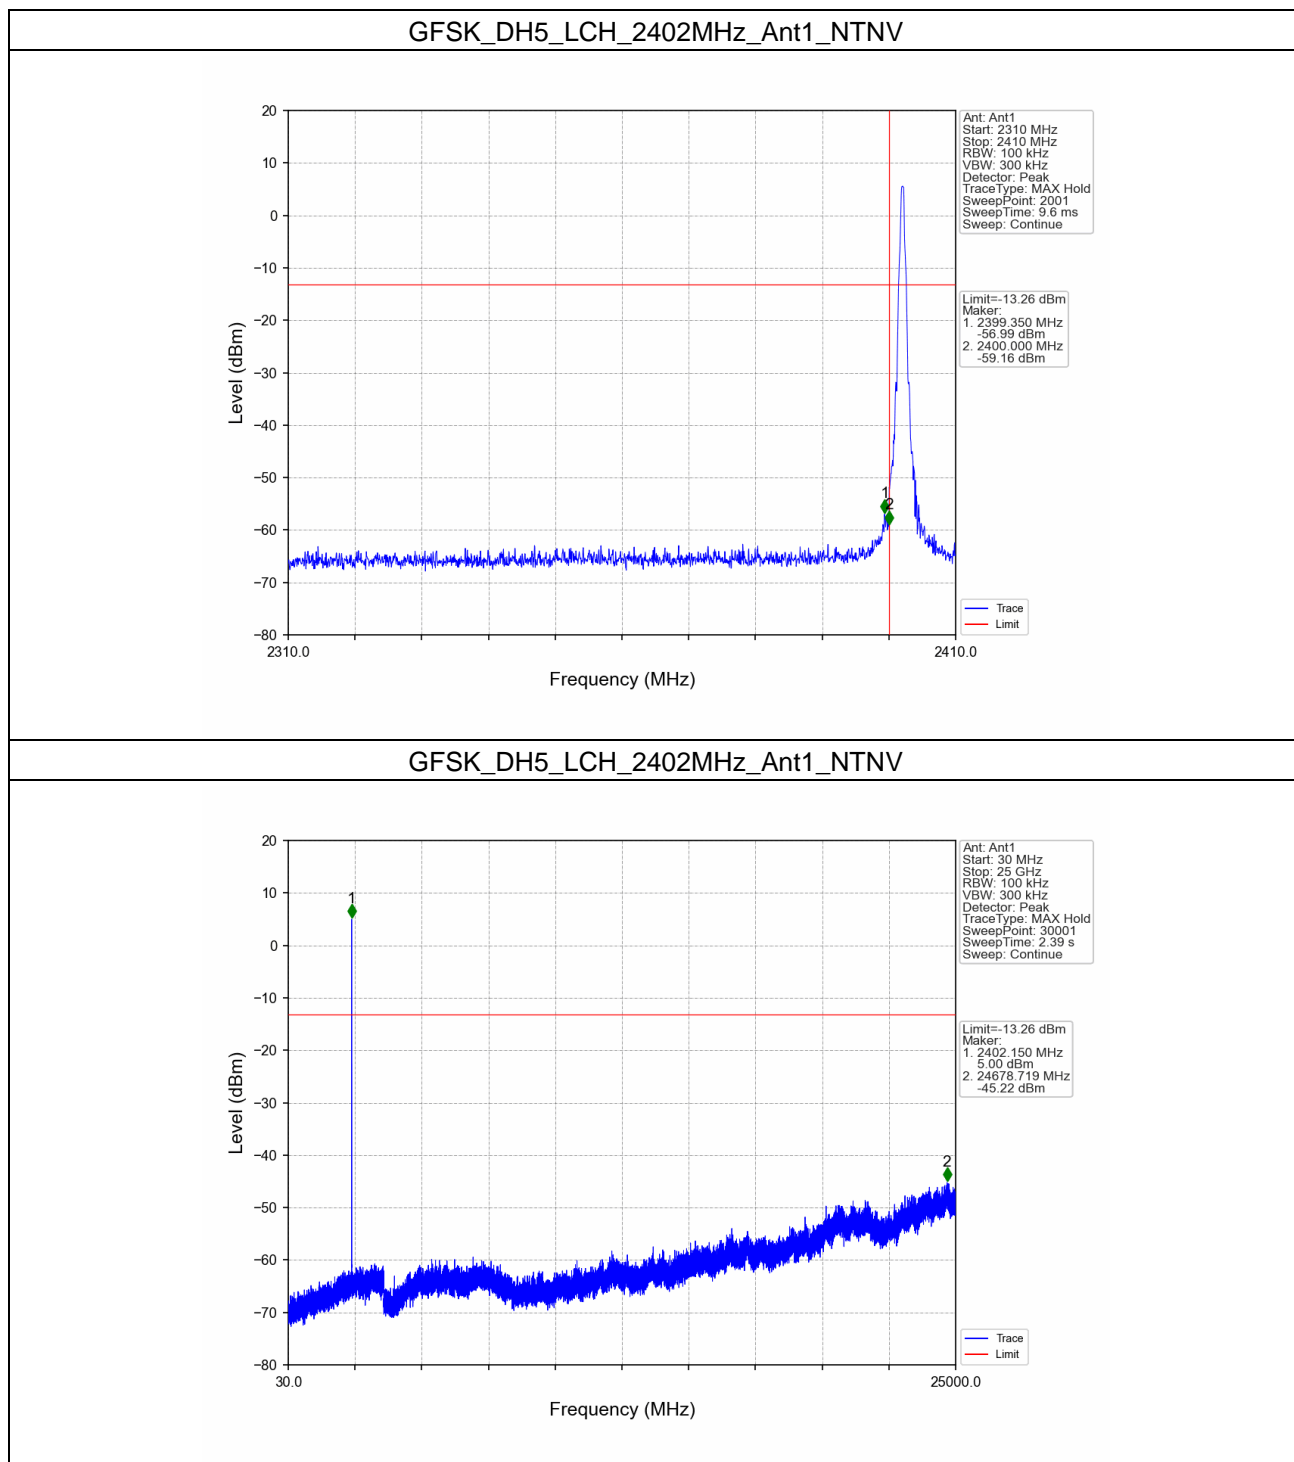 GFSK_DH5_LCH_2402MHz_Ant1_NTNV
20
10
0
−10
−20
−30
−40
−50
−60
−70
−80
Level (dBm)
2310.0
2410.0
Frequency (MHz)
1
2
Ant: Ant1
Start: 2310 MHz
Stop: 2410 MHz
RBW: 100 kHz
VBW: 300 kHz
Detector: Peak
TraceType: MAX Hold
SweepPoint: 2001
SweepTime: 9.6 ms
Sweep: Continue
Limit=-13.26 dBm
Maker:
1. 2399.350 MHz
-56.99 dBm
2. 2400.000 MHz
-59.16 dBm
Trace
Limit
GFSK_DH5_LCH_2402MHz_Ant1_NTNV
20
10
0
−10
−20
−30
−40
−50
−60
−70
−80
Level (dBm)
30.0
25000.0
Frequency (MHz)
1
2
Ant: Ant1
Start: 30 MHz
Stop: 25 GHz
RBW: 100 kHz
VBW: 300 kHz
Detector: Peak
TraceType: MAX Hold
SweepPoint: 30001
SweepTime: 2.39 s
Sweep: Continue
Limit=-13.26 dBm
Maker:
1. 2402.150 MHz
5.00 dBm
2. 24678.719 MHz
-45.22 dBm
Trace
Limit